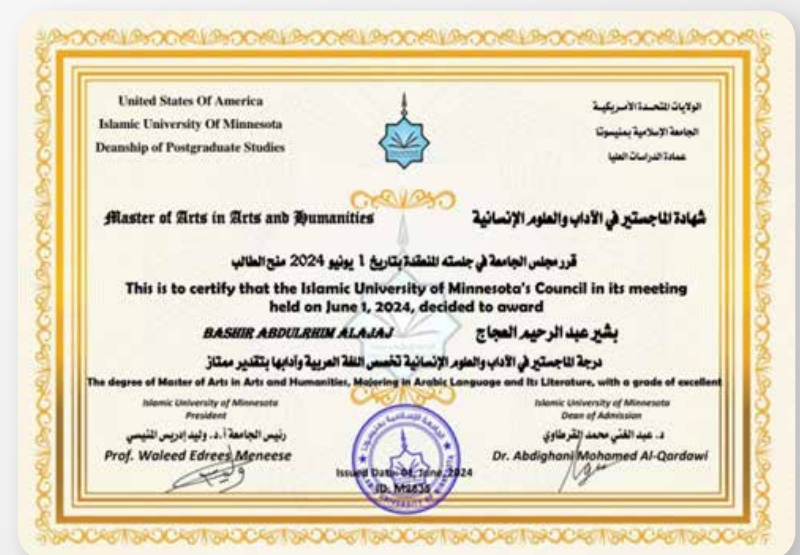 United States Of America
Islamic University Of Minnesota
Deanship of Postgraduate Studies
الولايات المتحدة الأمريكية
الجامعة الإسلامية بمنيسوتا
عمادة الدراسات العليا
Master of Arts in Arts and Humanities
شهادة الماجستير في الآداب والعلوم الإنسانية
قرر مجلس الجامعة في جلسته المنعقدة بتاريخ 1 يونيو 2024 منح الطالب
This is to certify that the Islamic University of Minnesota's Council in its meeting
held on June 1, 2024, decided to award
BASHIR ABDULRHIM ALAJAJ
بشير عبد الرحيم العجاج
درجة الماجستير في الآداب والعلوم الإنسانية تخصص اللغة العربية وآدابها بتقدير ممتاز
The degree of Master of Arts in Arts and Humanities, Majoring in Arabic Language and Its Literature, with a grade of excellent
Islamic University of Minnesota
President
رئيس الجامعة أ.د. وليد إدريس المنيسي
Prof. Waleed Edrees Meneese
Islamic University of Minnesota
Dean of Admission
د. عبد الغني محمد القرطاوي
Dr. Abdighani Mohamed Al-Qardawi
الجامعة الإسلامية بمنيسوتا
Issued Date: 01, June, 2024